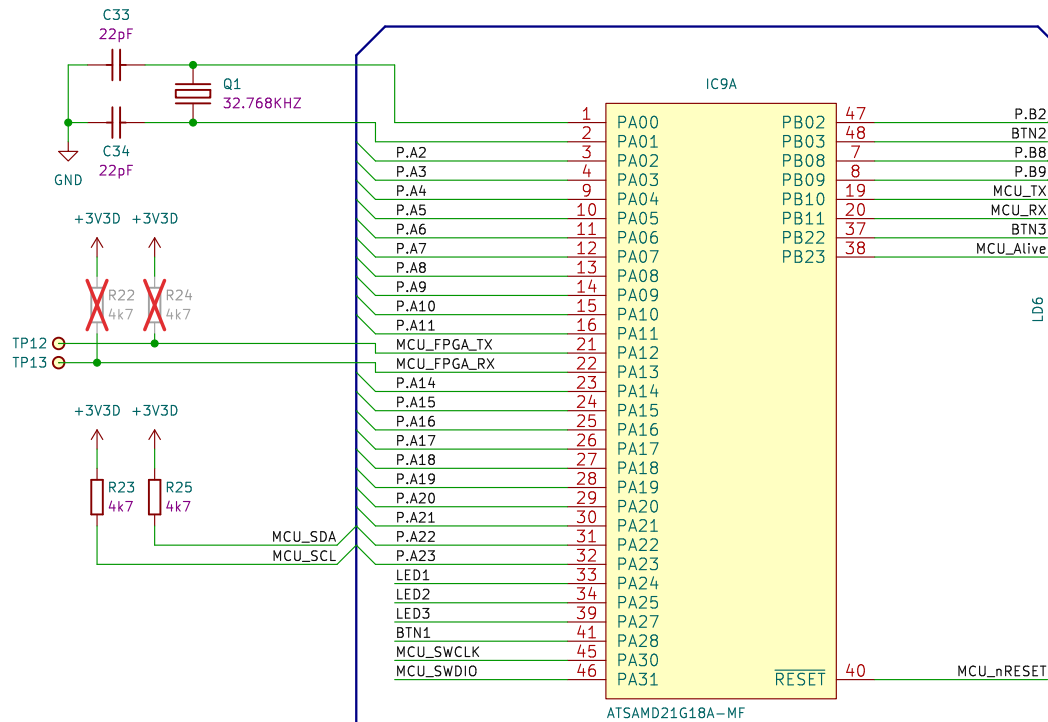 C33
22pF
Q1
32.768KHZ
C34
22pF
GND
+3V3D +3V3D
R22 R24
4k7 4k7
TP12
TP13
+3V3D +3V3D
R23 R25
4k7 4k7
MCU_SDA
MCU_SCL
IC9A
P.A2
P.A3
P.A4
P.A5
P.A6
P.A7
P.A8
P.A9
P.A10
P.A11
MCU_FPGA_TX
MCU_FPGA_RX
P.A14
P.A15
P.A16
P.A17
P.A18
P.A19
P.A20
P.A21
P.A22
P.A23
LED1
LED2
LED3
BTN1
MCU_SWCLK
MCU_SWDIO
1 PA00
2 PA01
3 PA02
4 PA03
9 PA04
10 PA05
11 PA06
12 PA07
13 PA08
14 PA09
15 PA10
16 PA11
21 PA12
22 PA13
23 PA14
24 PA15
25 PA16
26 PA17
27 PA18
28 PA19
29 PA20
30 PA21
31 PA22
32 PA23
33 PA24
34 PA25
39 PA27
41 PA28
45 PA30
46 PA31
PB02 47 P.B2
PB03 48 BTN2
PB08 7 P.B8
PB09 8 P.B9
PB10 19 MCU_TX
PB11 20 MCU_RX
PB22 37 BTN3
PB23 38 MCU_Alive
LD6
RESET 40 MCU_nRESET
ATSAMD21G18A-MF